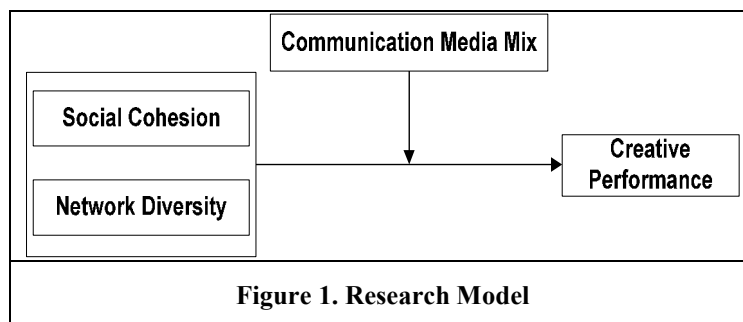 Communication Media Mix
Social Cohesion
Network Diversity
Creative
Performance
Figure 1. Research Model